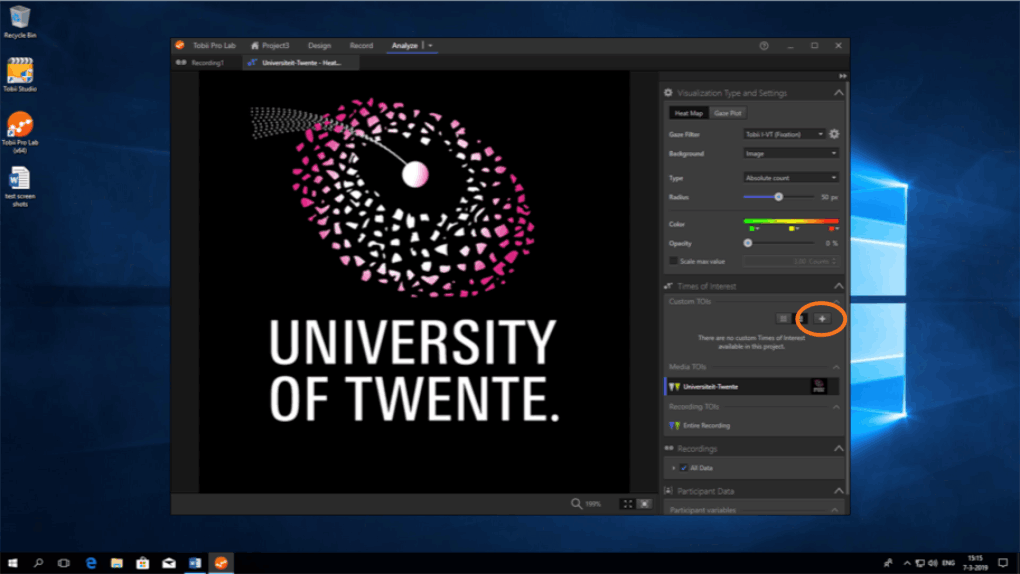 Recycle Bin
Tobii Studio
Tobii Pro Lab
(x64)
test screen
shots
Tobii Pro Lab
Project3
Design
Record
Analyze
Recording1
Universiteit-Twente - Heat...
UNIVERSITY
OF TWENTE.
199%
Visualization Type and Settings
Heat Map Gaze Plot
Gaze Filter Tobii I-VT (Fixation)
Background Image
Type Absolute count
Radius 50 px
Color
Opacity 0 %
Scale max value 1.00 Counts
Times of Interest
Custom TOIs
There are no custom Times of Interest
available in this project.
Media TOIs
Universiteit-Twente
Recording TOIs
Entire Recording
Recordings
All Data
Participant Data
Participant variables
ENG
15:15
7-3-2019